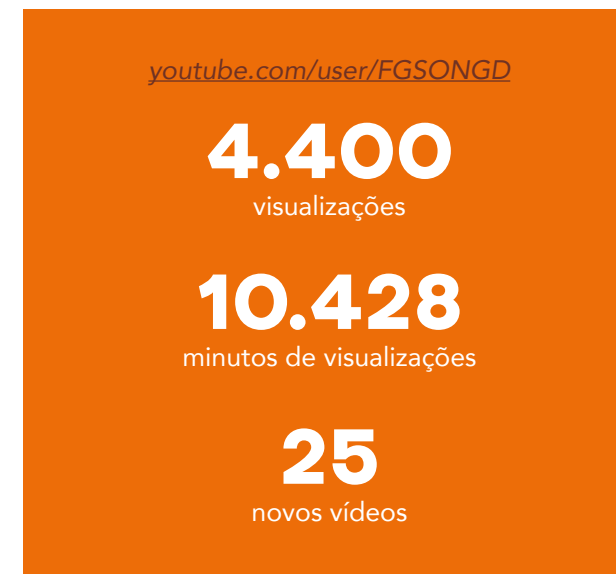 youtube.com/user/FGSONGD
4.400
visualizações
10.428
minutos de visualizações
25
novos vídeos